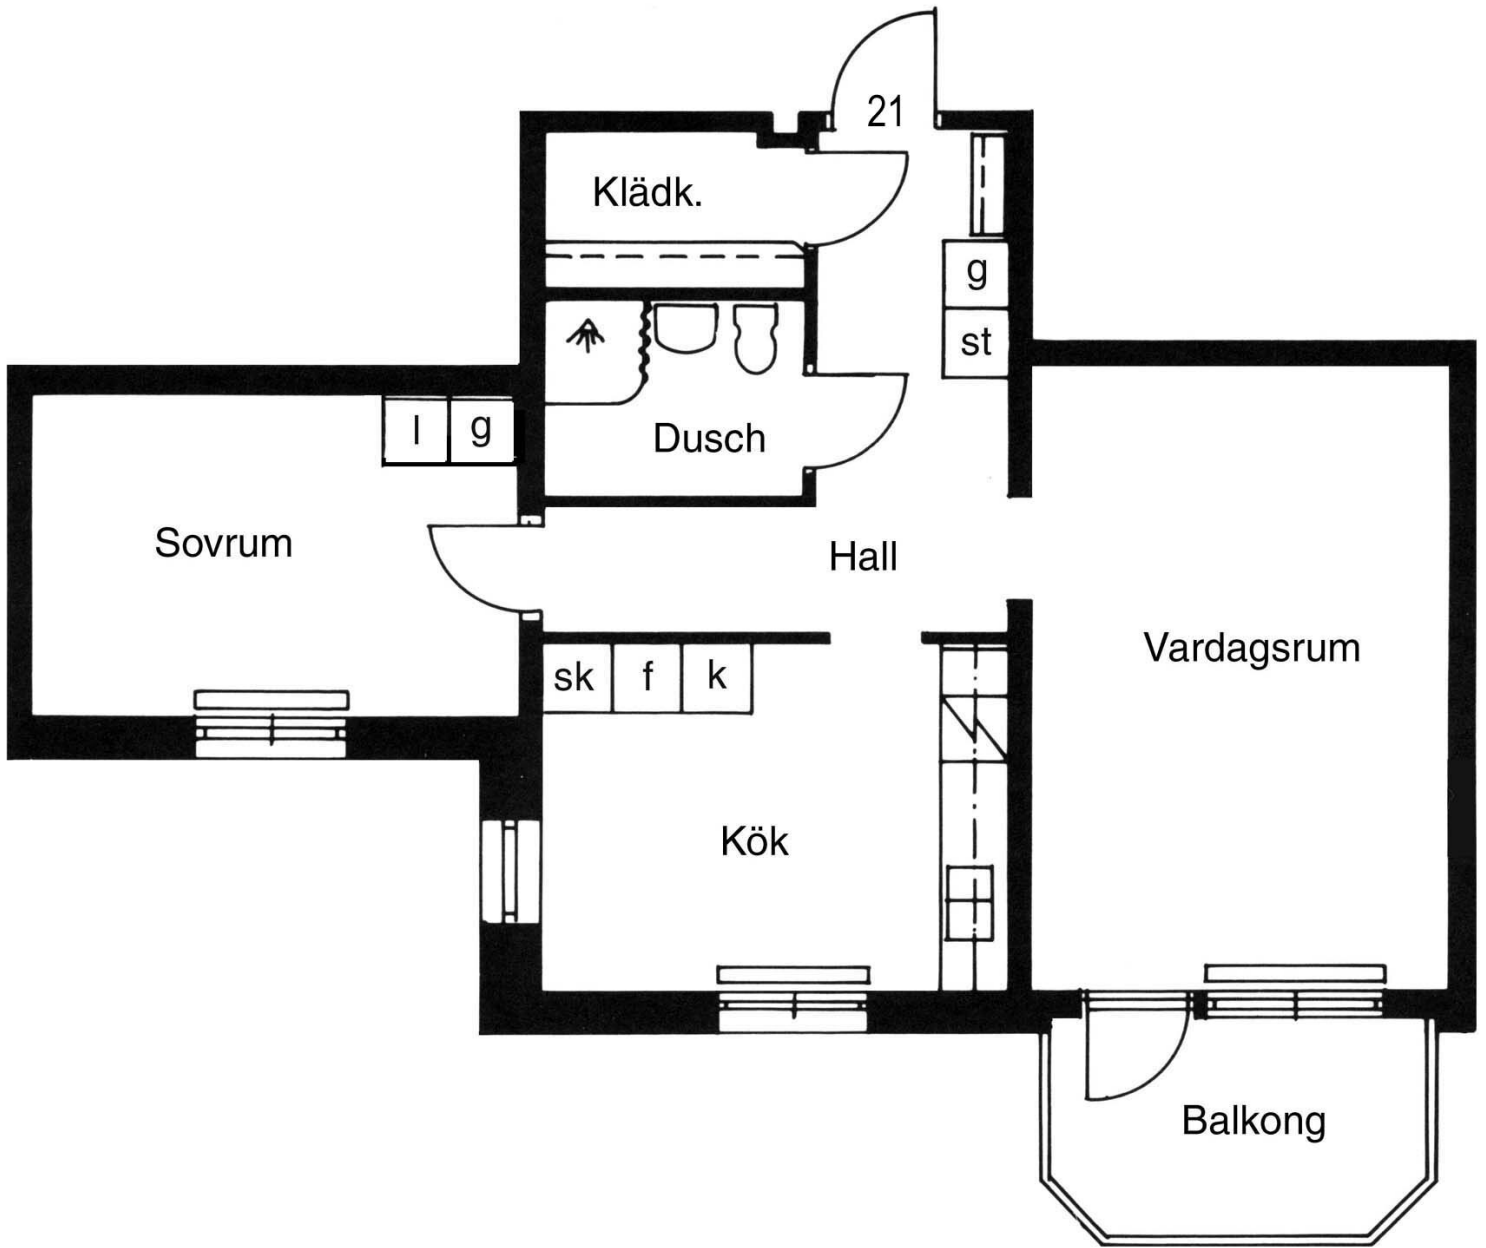 21
Klädk.
g
st
l
g
Dusch
Sovrum
Hall
Vardagsrum
sk
f
k
Kök
Balkong